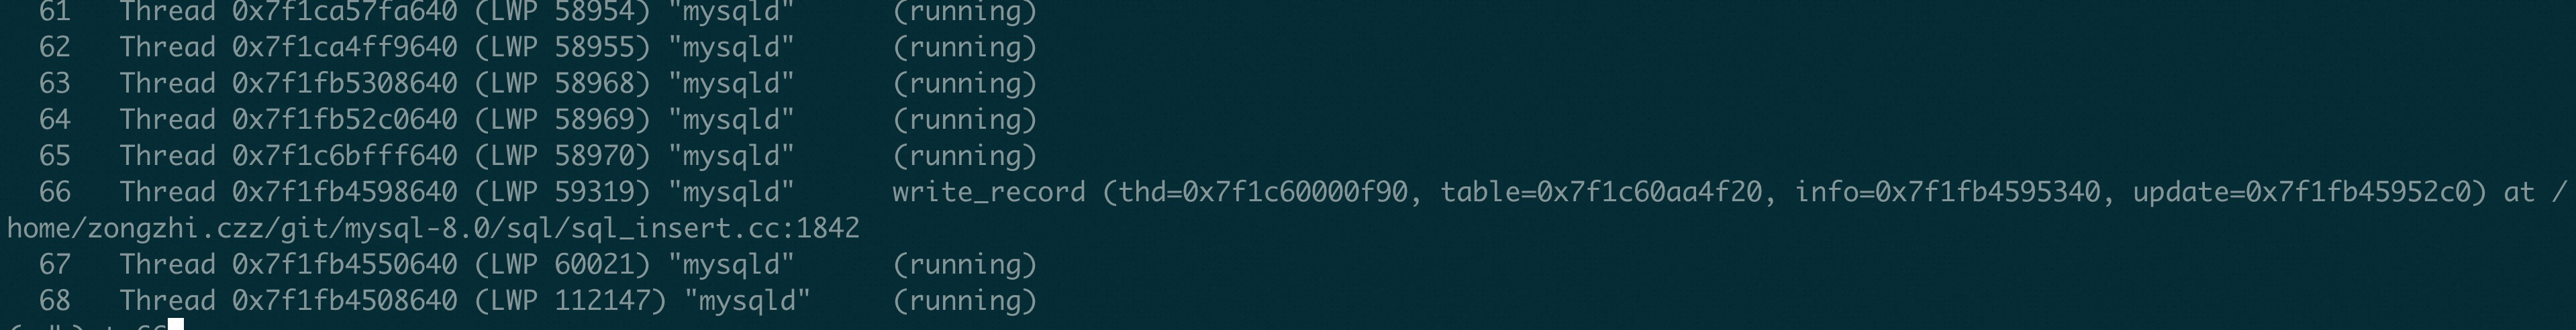 61   Thread 0x7f1ca57fa640 (LWP 58954) "mysqld"      (running)
62   Thread 0x7f1ca4ff9640 (LWP 58955) "mysqld"      (running)
63   Thread 0x7f1fb5308640 (LWP 58968) "mysqld"      (running)
64   Thread 0x7f1fb52c0640 (LWP 58969) "mysqld"      (running)
65   Thread 0x7f1c6bfff640 (LWP 58970) "mysqld"      (running)
66   Thread 0x7f1fb4598640 (LWP 59319) "mysqld"      write_record (thd=0x7f1c60000f90, table=0x7f1c60aa4f20, info=0x7f1fb4595340, update=0x7f1fb45952c0) at /
home/zongzhi.czz/git/mysql-8.0/sql/sql_insert.cc:1842
67   Thread 0x7f1fb4550640 (LWP 60021) "mysqld"      (running)
68   Thread 0x7f1fb4508640 (LWP 112147) "mysqld"     (running)